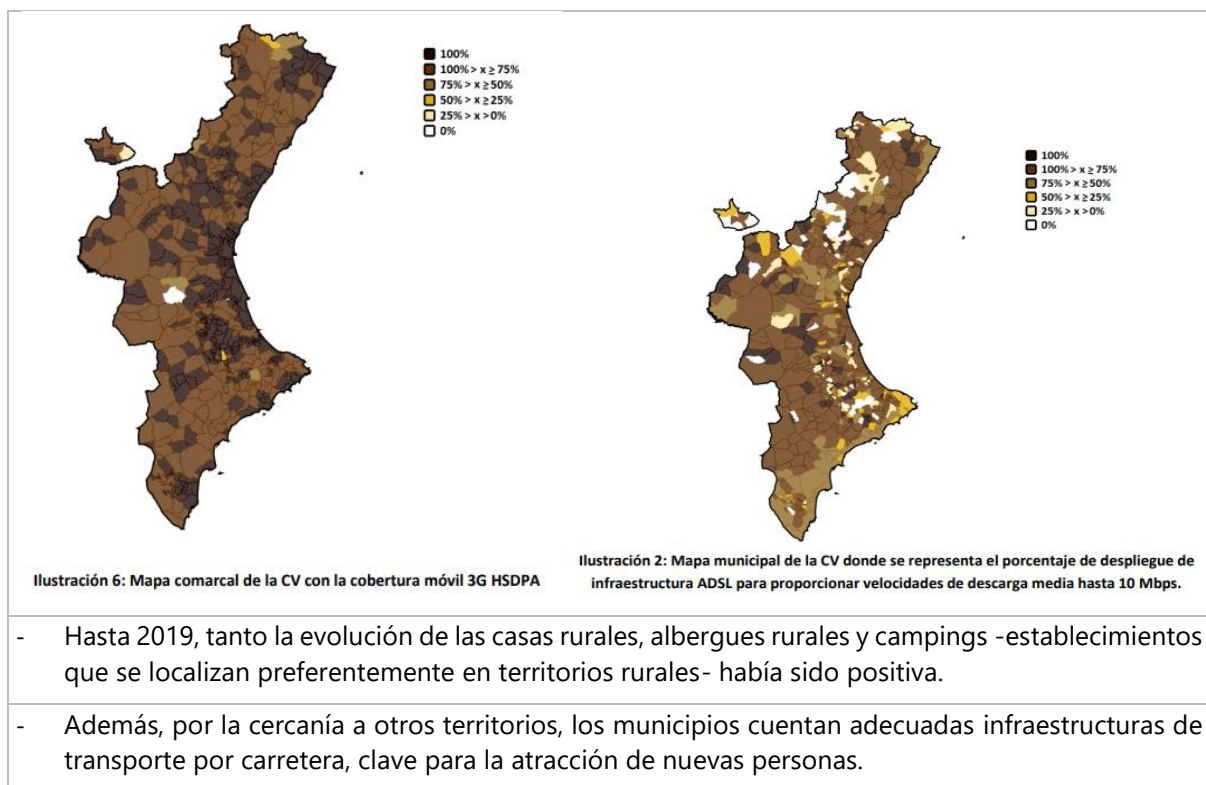 100%
100% > x ≥ 75%
75% > x ≥ 50%
50% > x ≥ 25%
25% > x > 0%
0%
Ilustración 6: Mapa comarcal de la CV con la cobertura móvil 3G HSDPA
100%
100% > x ≥ 75%
75% > x ≥ 50%
50% > x ≥ 25%
25% > x > 0%
0%
Ilustración 2: Mapa municipal de la CV donde se representa el porcentaje de despliegue de
infraestructura ADSL para proporcionar velocidades de descarga media hasta 10 Mbps.
- Hasta 2019, tanto la evolución de las casas rurales, albergues rurales y campings -establecimientos
que se localizan preferentemente en territorios rurales- había sido positiva.
- Además, por la cercanía a otros territorios, los municipios cuentan adecuadas infraestructuras de
transporte por carretera, clave para la atracción de nuevas personas.